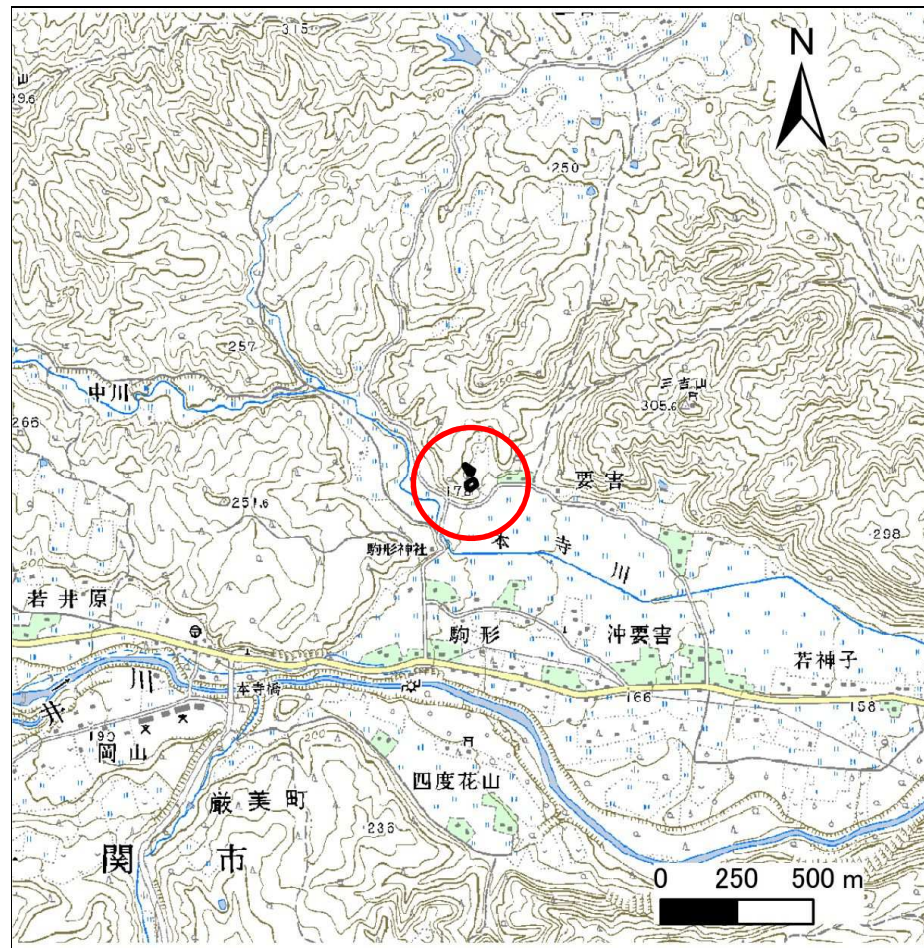 315
N
250
257
中川
三吉山
305.6
266
178
要害
251.6
298
駒形神社
本寺川
若井原
駒形
沖要害
若神子
井川
本寺橋
166
158
190
岡山
四度花山
厳美町
236
関市
0 250 500 m